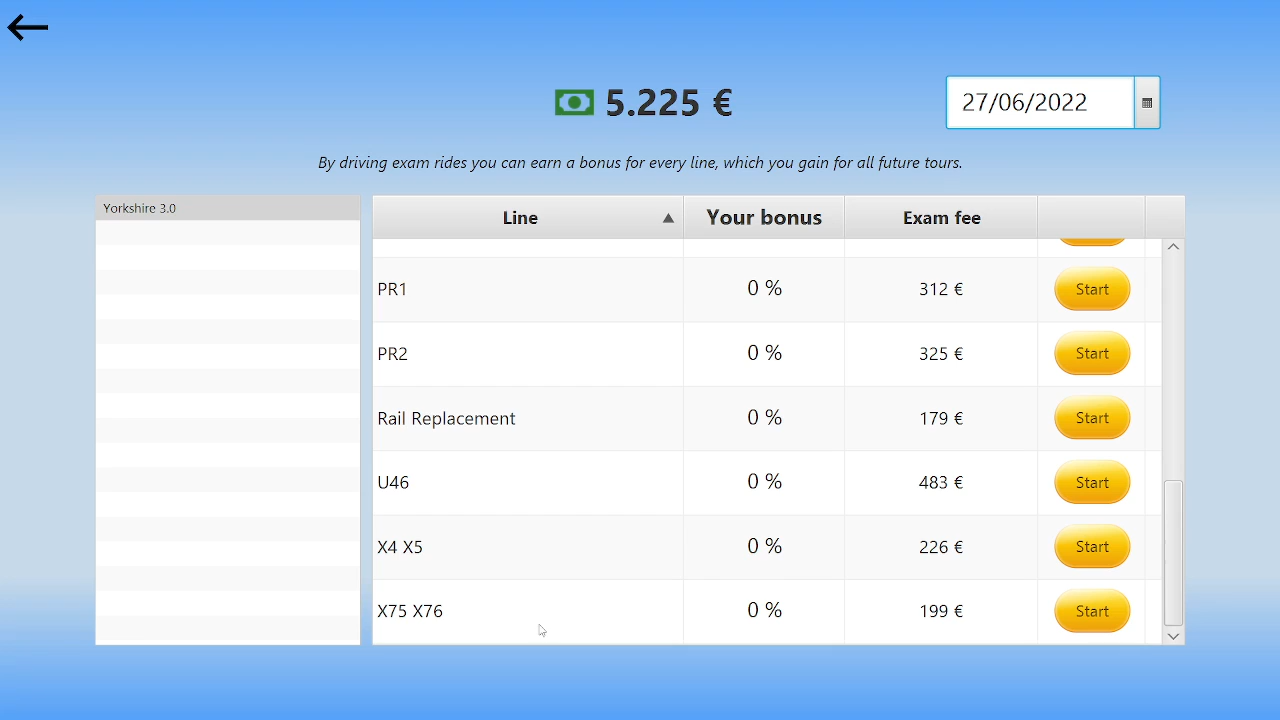 5.225 €
27/06/2022
By driving exam rides you can earn a bonus for every line, which you gain for all future tours.
Yorkshire 3.0
Line Your bonus Exam fee
PR1 0 % 312 € Start
PR2 0 % 325 € Start
Rail Replacement 0 % 179 € Start
U46 0 % 483 € Start
X4 X5 0 % 226 € Start
X75 X76 0 % 199 € Start